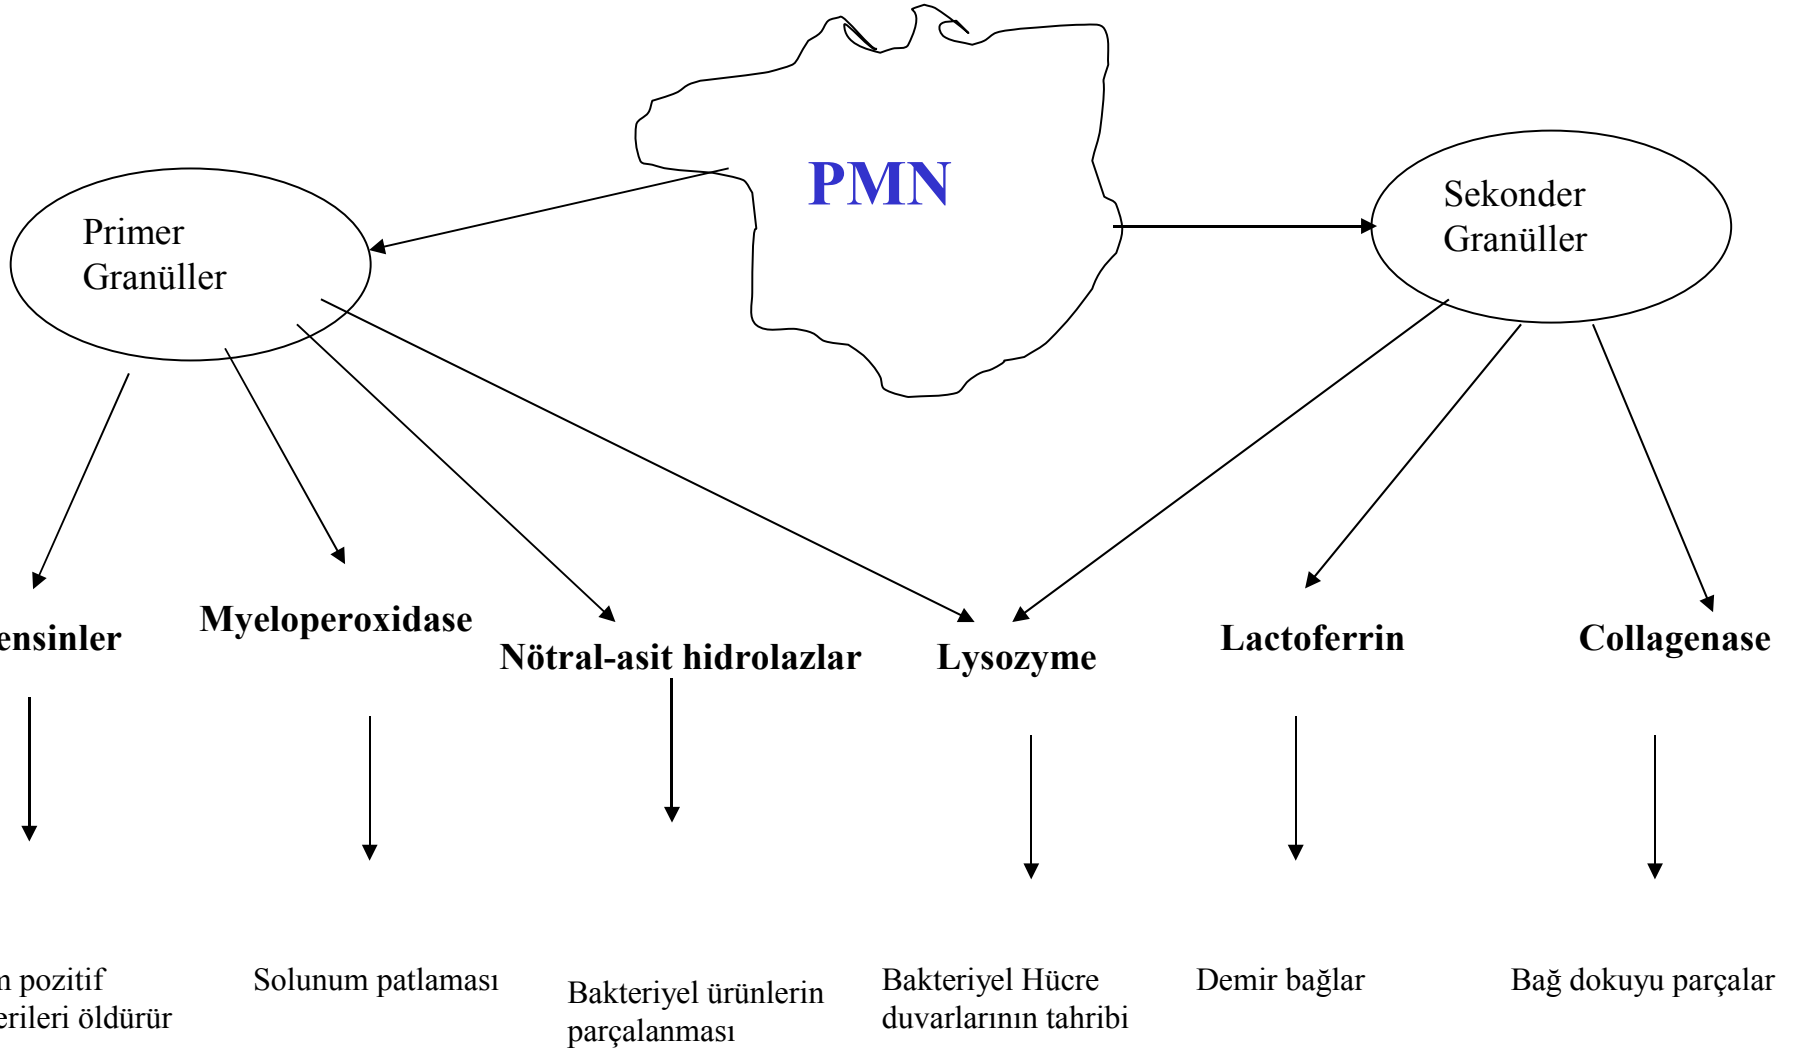 PMN
Primer
Granüller
Sekonder
Granüller
ensinler
Myeloperoxidase
Nötral-asit hidrolazlar
Lysozyme
Lactoferrin
Collagenase
pozitif
erileri öldürür
Solunum patlaması
Bakteriyel ürünlerin
parçalanması
Bakteriyel Hücre
duvarlarının tahribi
Demir bağlar
Bağ dokuyu parçalar